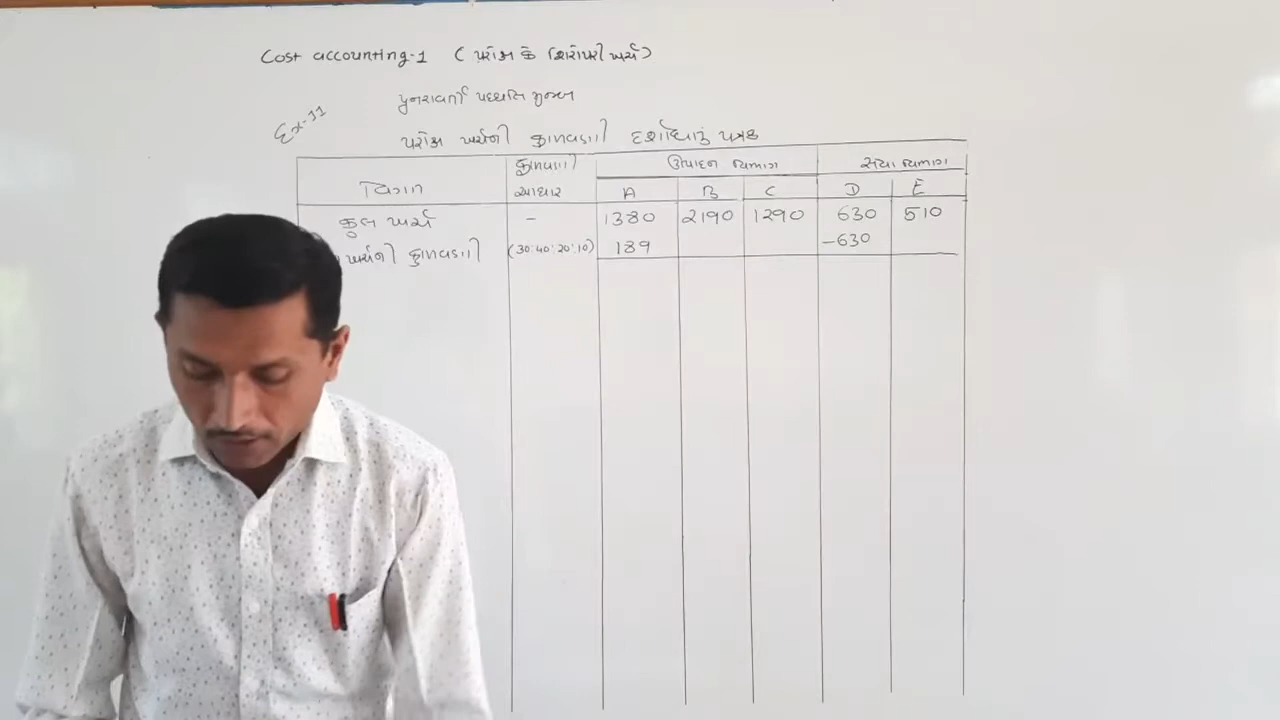 Cost accounting-1 (પરોક્ષ કે શિરોપરી ખર્ચ)
પુનરાવર્તી પધ્ધતિ મુજબ
Ex-11
પરોક્ષ ખર્ચની ફાળવણી દર્શાવતું પત્રક
વિગત ફાળવણી આધાર ઉત્પાદન વિભાગ સેવા વિભાગ
A B C D E
કુલ ખર્ચ - 1380 2190 1290 630 510
ખર્ચની ફાળવણી (30:40:20:10) 189 -630